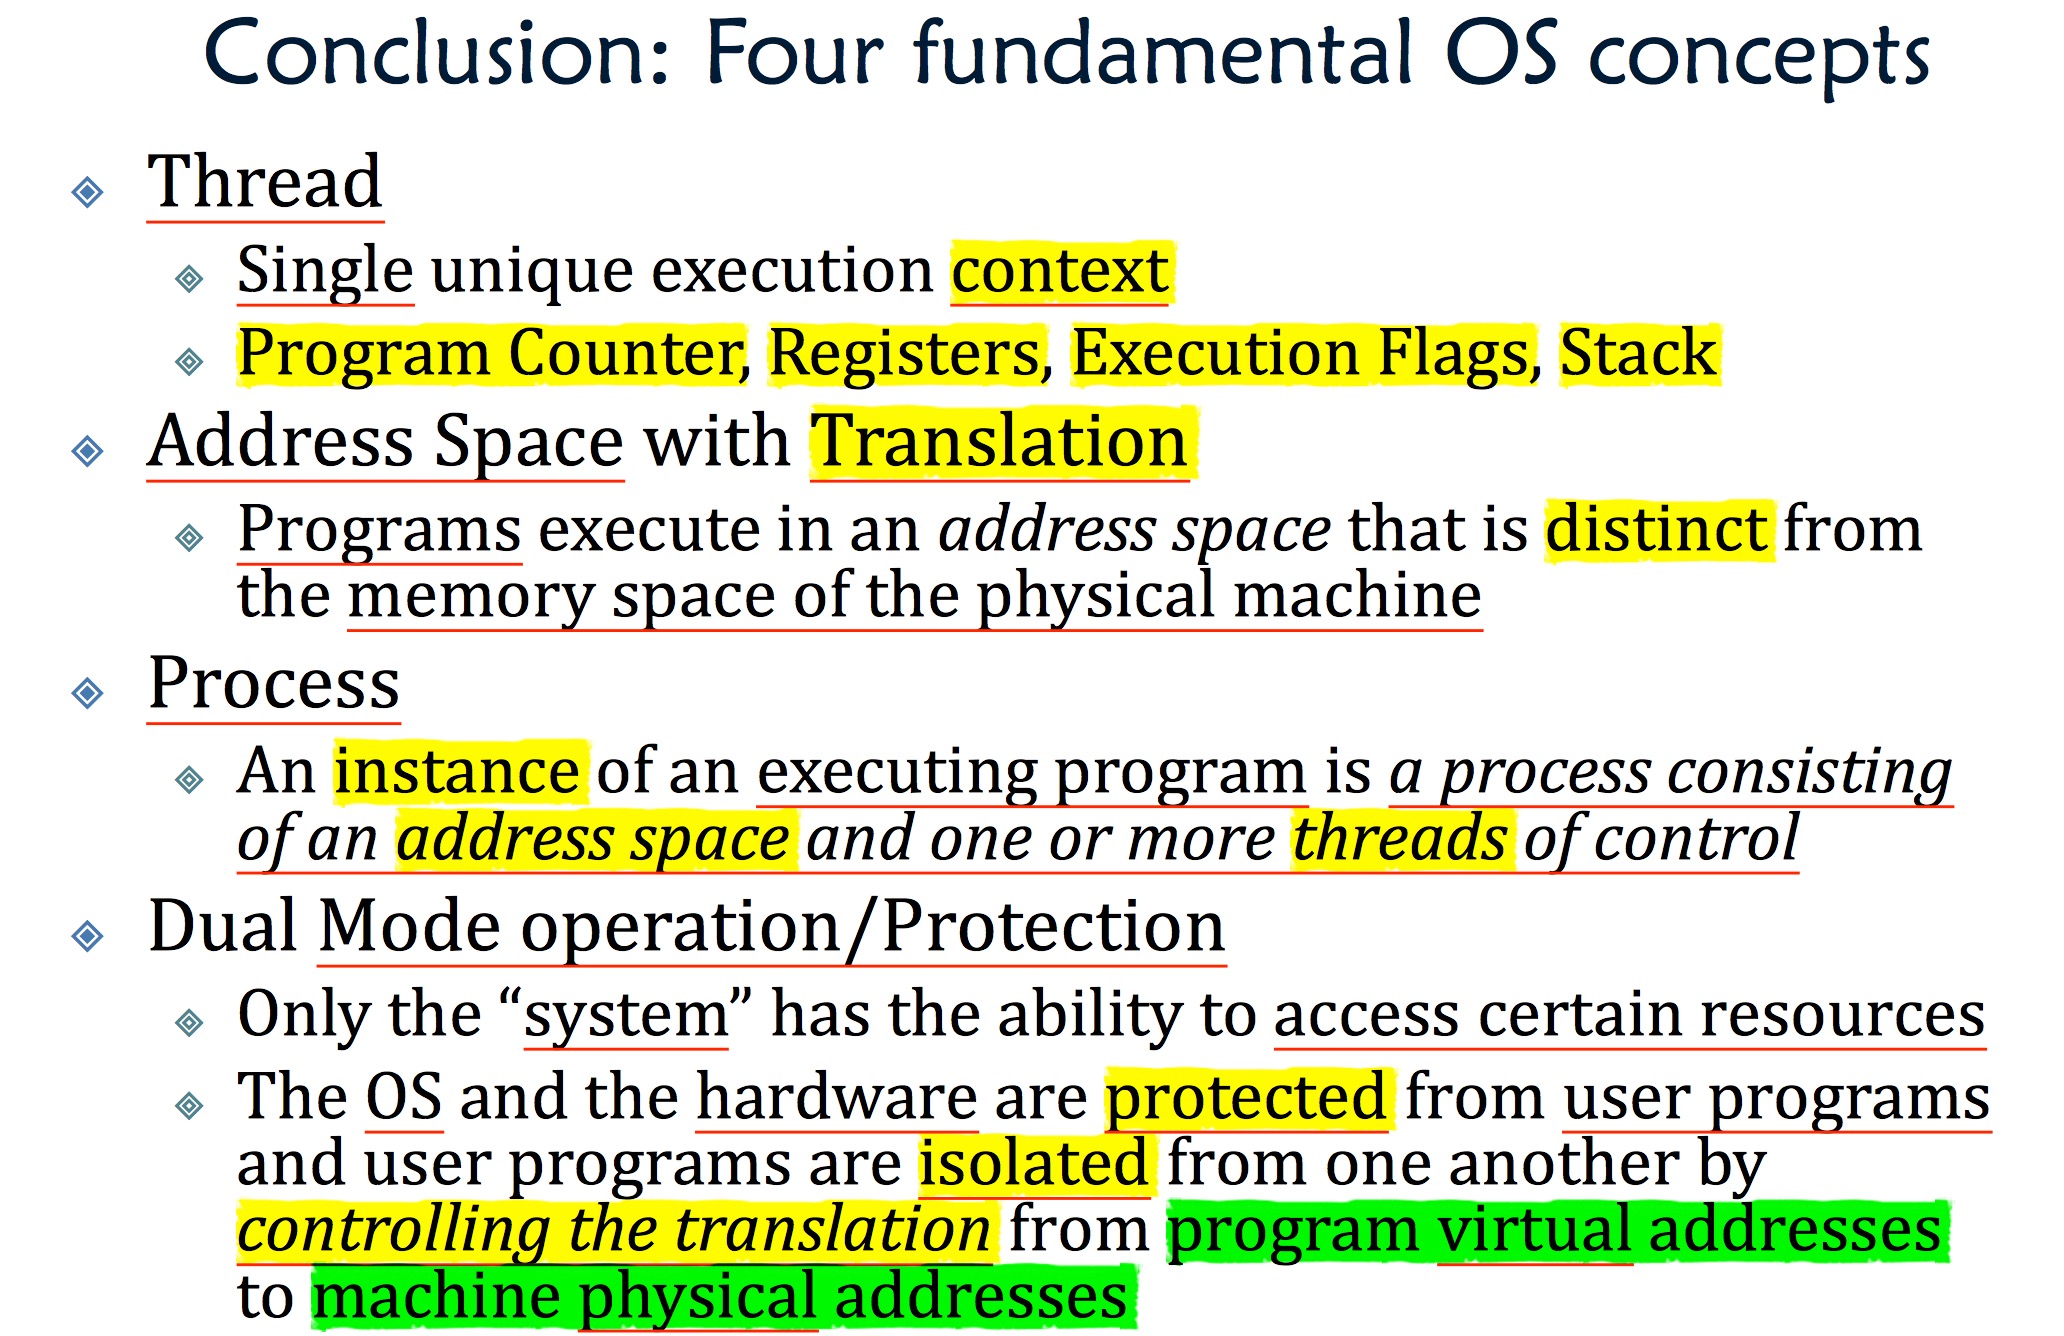 Conclusion: Four fundamental OS concepts
Thread
Single unique execution context
Program Counter, Registers, Execution Flags, Stack
Address Space with Translation
Programs execute in an address space that is distinct from
the memory space of the physical machine
Process
An instance of an executing program is a process consisting
of an address space and one or more threads of control
Dual Mode operation/Protection
Only the “system” has the ability to access certain resources
The OS and the hardware are protected from user programs
and user programs are isolated from one another by
controlling the translation from program virtual addresses
to machine physical addresses